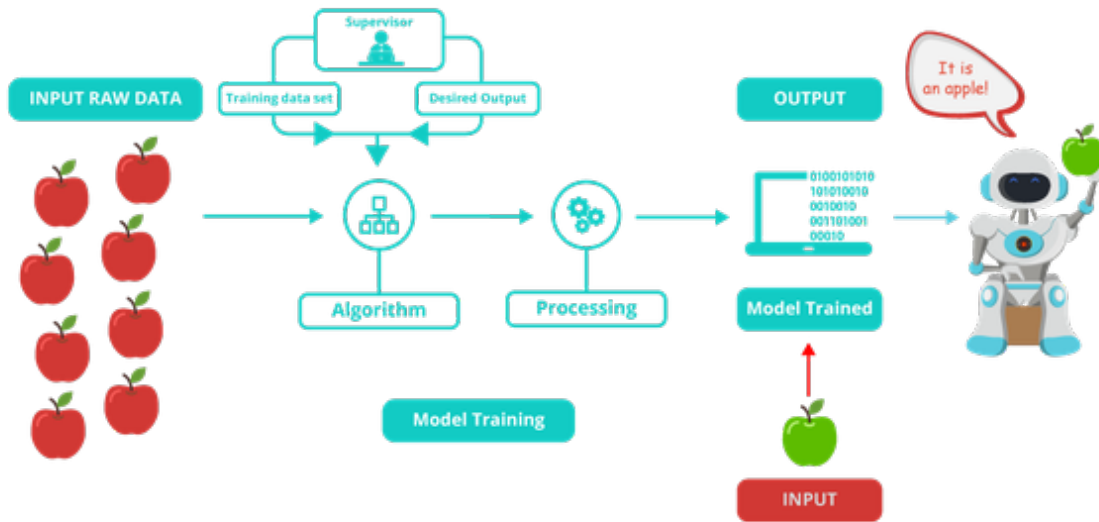 Supervisor
INPUT RAW DATA
Training data set
Desired Output
OUTPUT
It is
an apple!
0100101010
101010010
0010010
001101001
00010
Algorithm
Processing
Model Trained
Model Training
INPUT